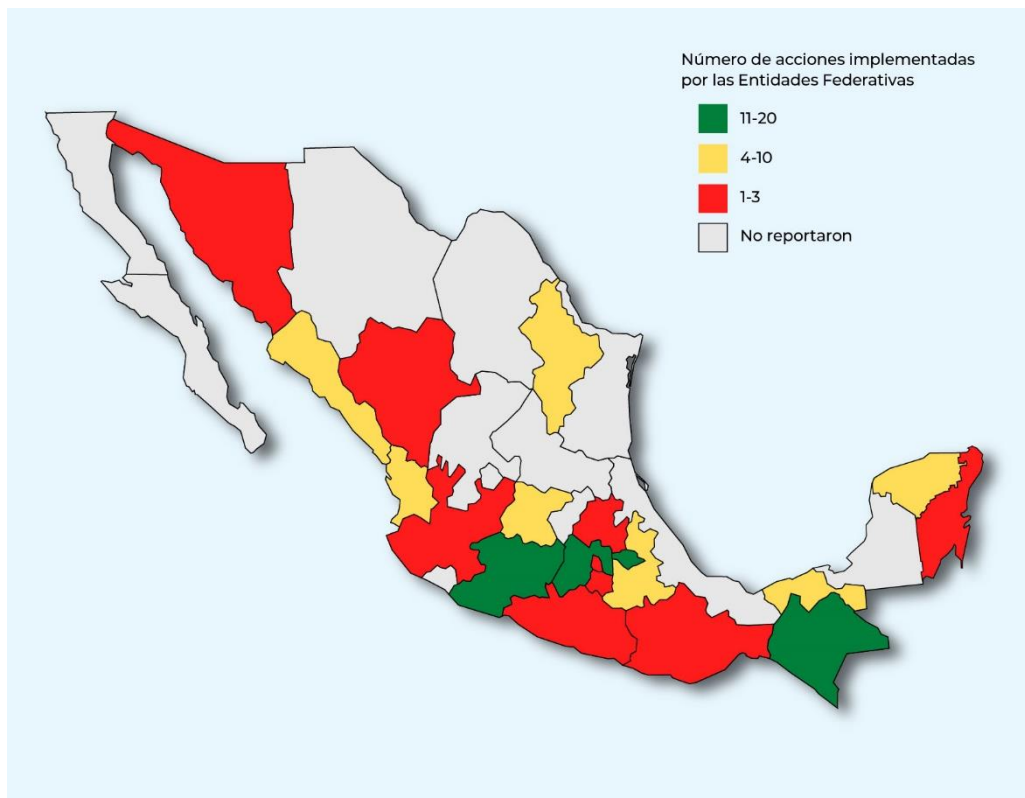 Número de acciones implementadas
por las Entidades Federativas
11-20
4-10
1-3
No reportaron